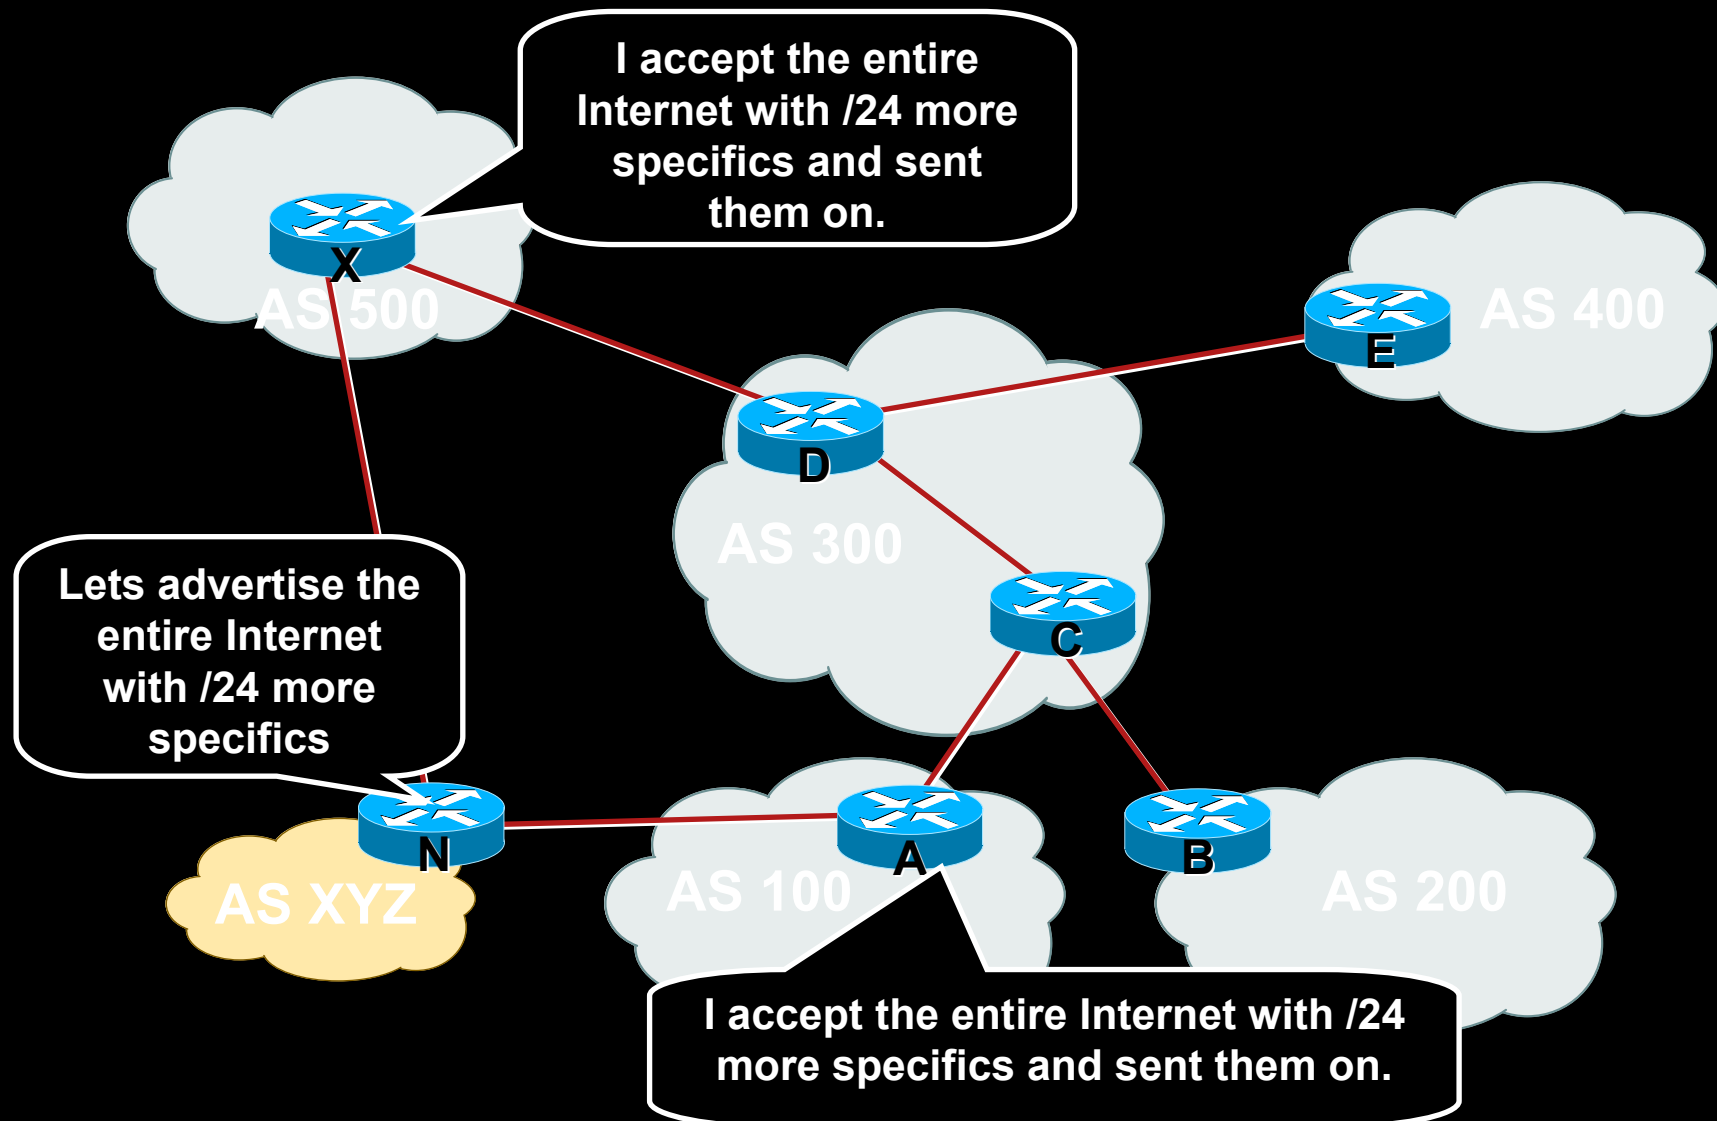 I accept the entire
Internet with /24 more
specifics and sent
them on.
X
AS 500
E
AS 400
D
AS 300
C
Lets advertise the
entire Internet
with /24 more
specifics
N
AS XYZ
A
AS 100
B
AS 200
I accept the entire Internet with /24
more specifics and sent them on.